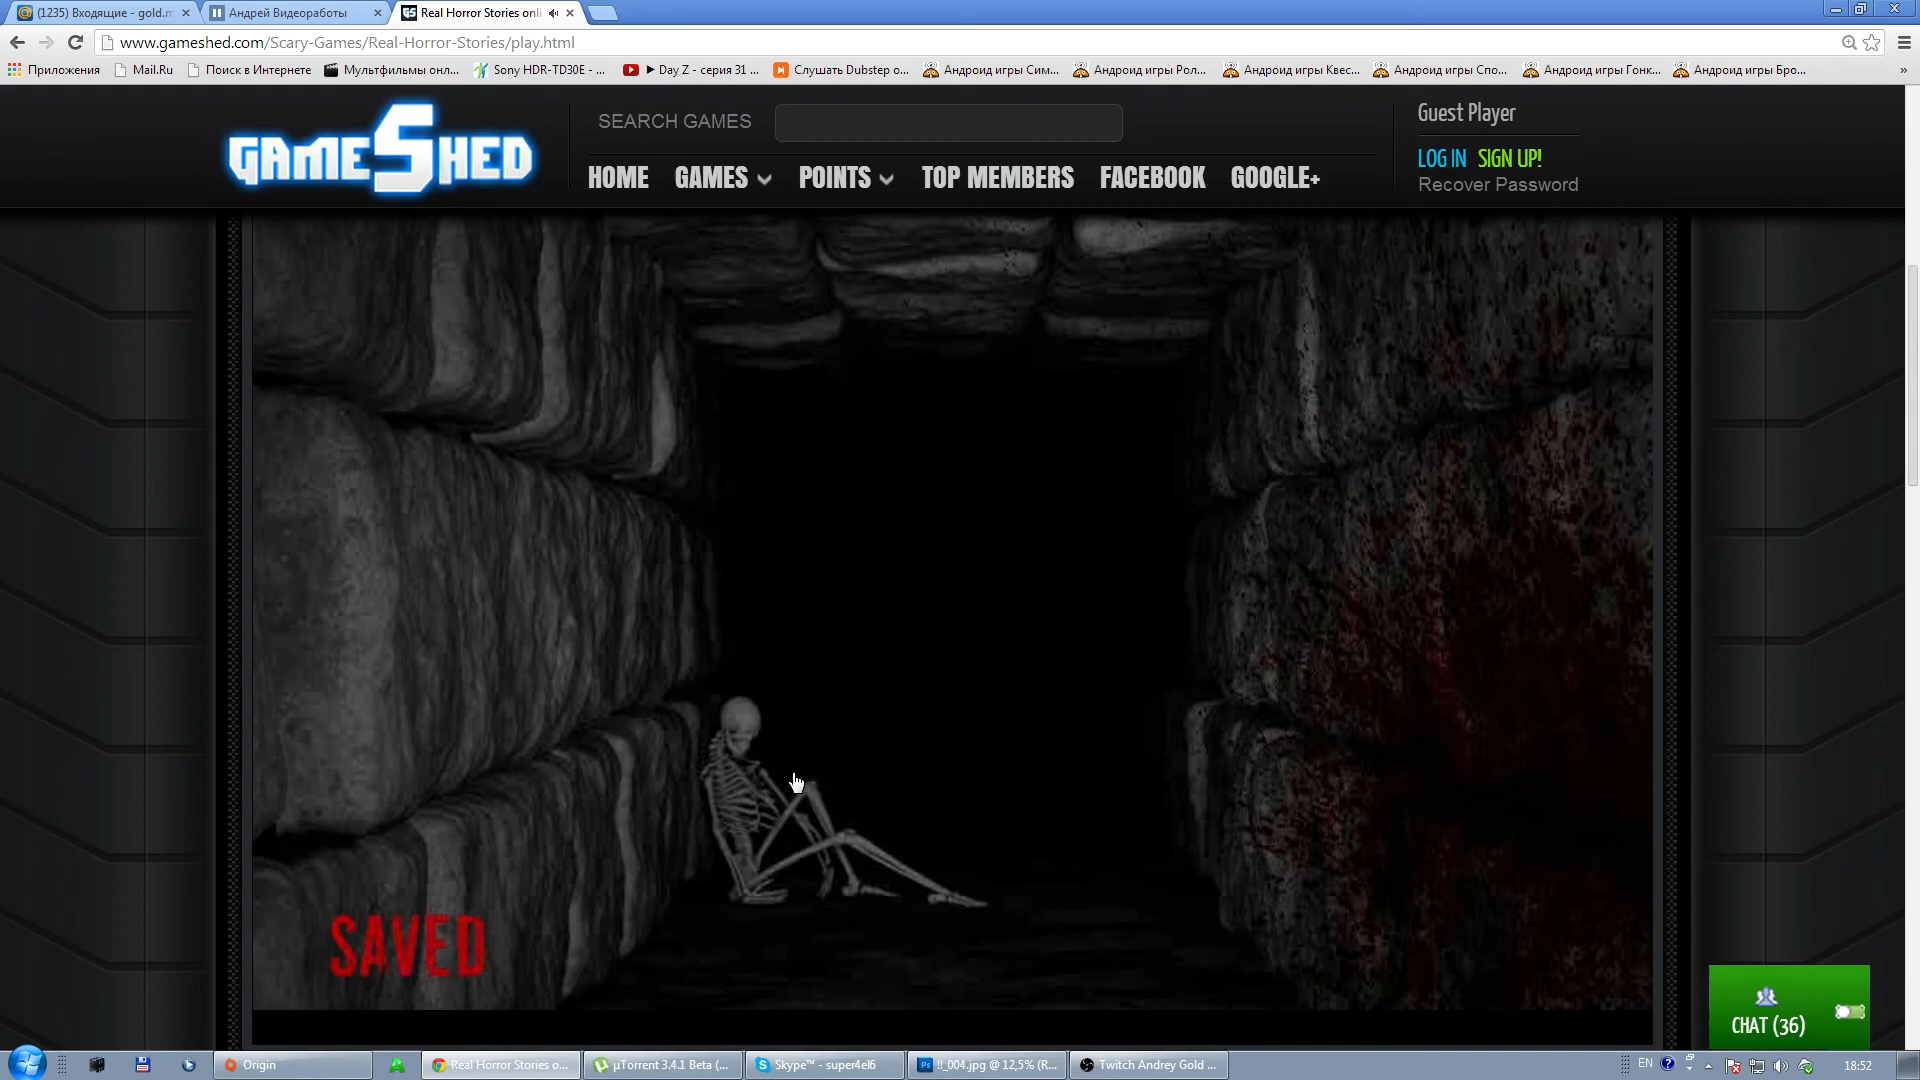 (1235) Входящие - gold.m
Андрей Видеоработы
Real Horror Stories onli
www.gameshed.com/Scary-Games/Real-Horror-Stories/play.html
Приложения
Mail.Ru
Поиск в Интернете
Мультфильмы онл...
Sony HDR-TD30E - ...
► Day Z - серия 31 ...
Слушать Dubstep о...
Андроид игры Сим...
Андроид игры Рол...
Андроид игры Квес...
Андроид игры Спо...
Андроид игры Гонк...
Андроид игры Бро...
»
GAMESHED
SEARCH GAMES
Guest Player
LOG IN SIGN UP!
Recover Password
HOME GAMES POINTS TOP MEMBERS FACEBOOK GOOGLE+
SAVED
CHAT (36)
Origin
Real Horror Stories o...
µTorrent 3.4.1 Beta (...
Skype™ - super4el6
!!_004.jpg @ 12,5% (R...
Twitch Andrey Gold ...
EN
18:52